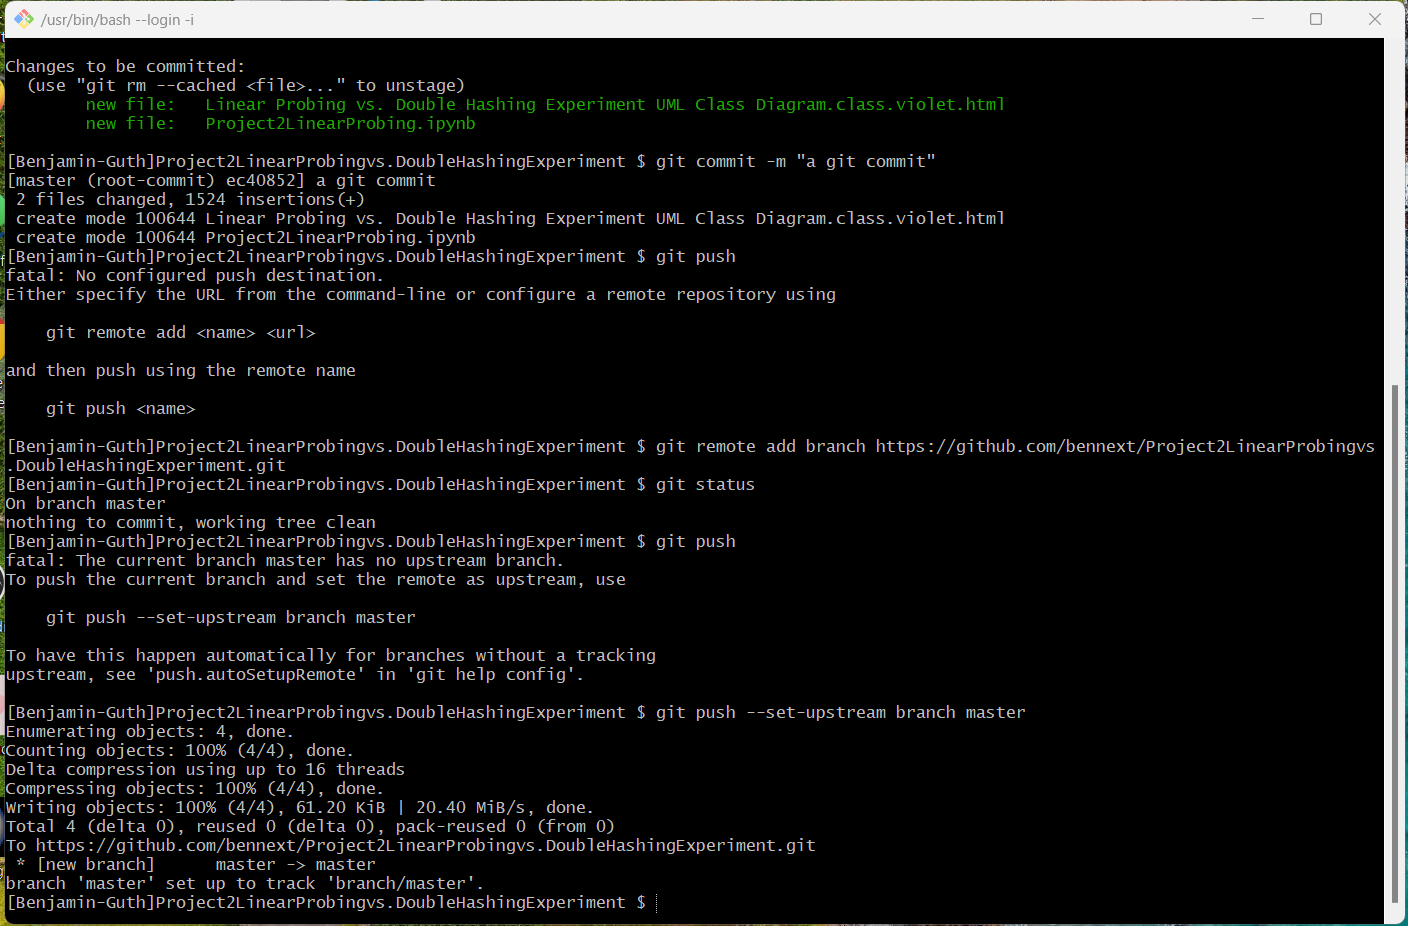 /usr/bin/bash --login -i
Changes to be committed:
  (use "git rm --cached <file>..." to unstage)
        new file:   Linear Probing vs. Double Hashing Experiment UML Class Diagram.class.violet.html
        new file:   Project2LinearProbing.ipynb
[Benjamin-Guth]Project2LinearProbingvs.DoubleHashingExperiment $ git commit -m "a git commit"
[master (root-commit) ec40852] a git commit
 2 files changed, 1524 insertions(+)
 create mode 100644 Linear Probing vs. Double Hashing Experiment UML Class Diagram.class.violet.html
 create mode 100644 Project2LinearProbing.ipynb
[Benjamin-Guth]Project2LinearProbingvs.DoubleHashingExperiment $ git push
fatal: No configured push destination.
Either specify the URL from the command-line or configure a remote repository using
    git remote add <name> <url>
and then push using the remote name
    git push <name>
[Benjamin-Guth]Project2LinearProbingvs.DoubleHashingExperiment $ git remote add branch https://github.com/bennext/Project2LinearProbingvs
.DoubleHashingExperiment.git
[Benjamin-Guth]Project2LinearProbingvs.DoubleHashingExperiment $ git status
On branch master
nothing to commit, working tree clean
[Benjamin-Guth]Project2LinearProbingvs.DoubleHashingExperiment $ git push
fatal: The current branch master has no upstream branch.
To push the current branch and set the remote as upstream, use
    git push --set-upstream branch master
To have this happen automatically for branches without a tracking
upstream, see 'push.autoSetupRemote' in 'git help config'.
[Benjamin-Guth]Project2LinearProbingvs.DoubleHashingExperiment $ git push --set-upstream branch master
Enumerating objects: 4, done.
Counting objects: 100% (4/4), done.
Delta compression using up to 16 threads
Compressing objects: 100% (4/4), done.
Writing objects: 100% (4/4), 61.20 KiB | 20.40 MiB/s, done.
Total 4 (delta 0), reused 0 (delta 0), pack-reused 0 (from 0)
To https://github.com/bennext/Project2LinearProbingvs.DoubleHashingExperiment.git
 * [new branch]      master -> master
branch 'master' set up to track 'branch/master'.
[Benjamin-Guth]Project2LinearProbingvs.DoubleHashingExperiment $